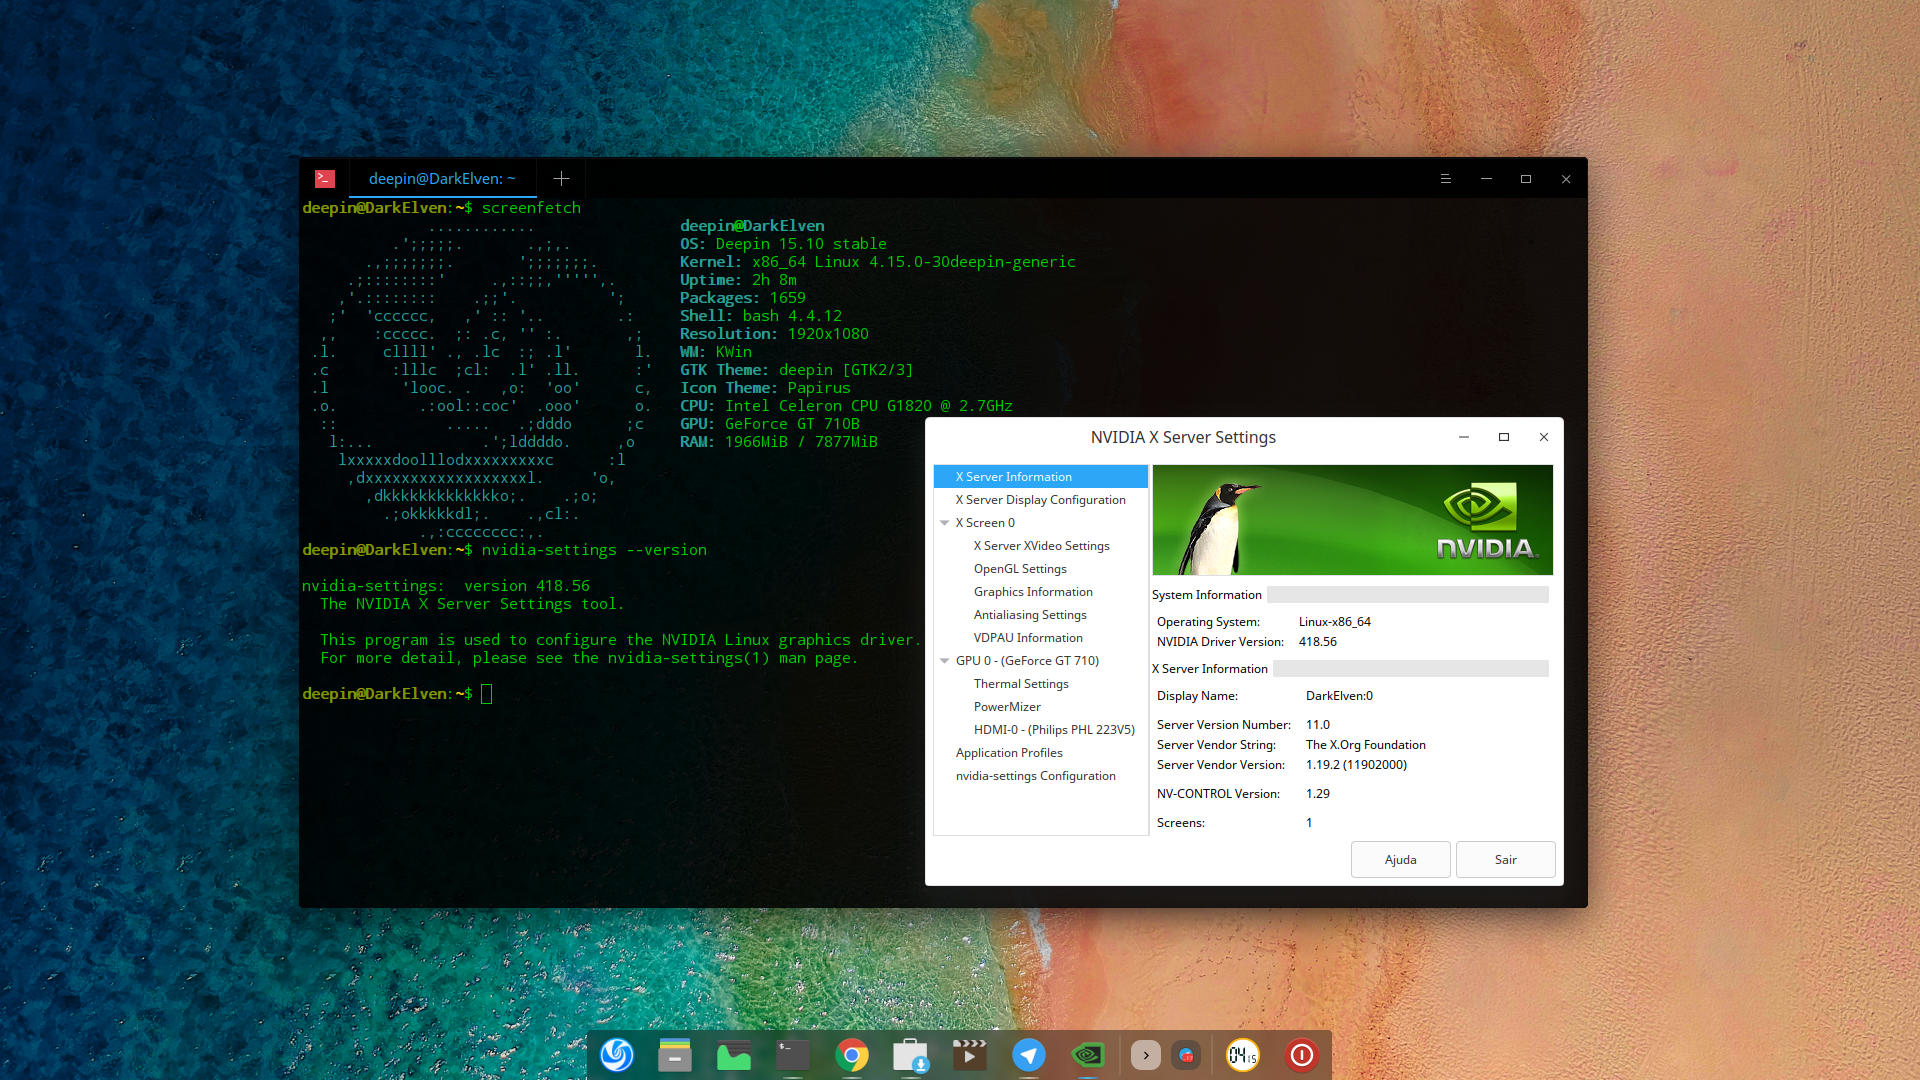 deepin@DarkElven: ~
deepin@DarkElven:~$ screenfetch
deepin@DarkElven
OS: Deepin 15.10 stable
Kernel: x86_64 Linux 4.15.0-30deepin-generic
Uptime: 2h 8m
Packages: 1659
Shell: bash 4.4.12
Resolution: 1920x1080
WM: KWin
GTK Theme: deepin [GTK2/3]
Icon Theme: Papirus
CPU: Intel Celeron CPU G1820 @ 2.7GHz
GPU: GeForce GT 710B
RAM: 1966MiB / 7877MiB
deepin@DarkElven:~$ nvidia-settings --version
nvidia-settings:  version 418.56
The NVIDIA X Server Settings tool.
This program is used to configure the NVIDIA Linux graphics driver.
For more detail, please see the nvidia-settings(1) man page.
deepin@DarkElven:~$
NVIDIA X Server Settings
X Server Information
X Server Display Configuration
X Screen 0
X Server XVideo Settings
OpenGL Settings
Graphics Information
Antialiasing Settings
VDPAU Information
GPU 0 - (GeForce GT 710)
Thermal Settings
PowerMizer
HDMI-0 - (Philips PHL 223V5)
Application Profiles
nvidia-settings Configuration
NVIDIA
System Information
Operating System: Linux-x86_64
NVIDIA Driver Version: 418.56
X Server Information
Display Name: DarkElven:0
Server Version Number: 11.0
Server Vendor String: The X.Org Foundation
Server Vendor Version: 1.19.2 (11902000)
NV-CONTROL Version: 1.29
Screens: 1
Ajuda
Sair
04 15